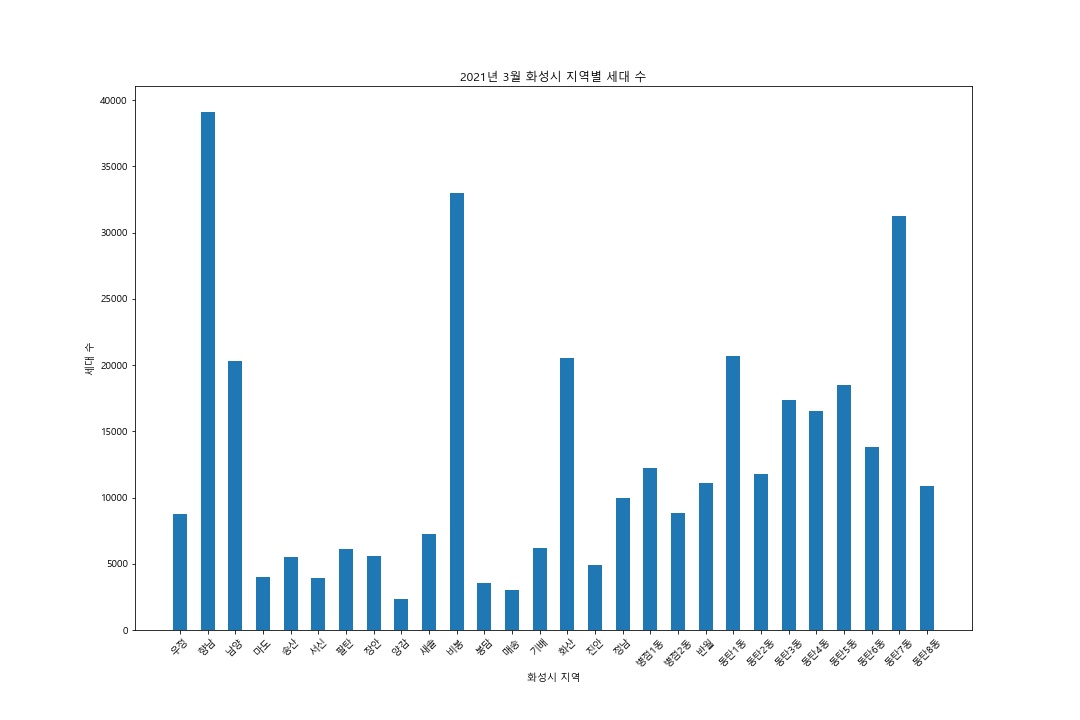 2021년 3월 화성시 지역별 세대 수
세대 수
40000
35000
30000
25000
20000
15000
10000
5000
0
우정 향남 남양 마도 송산 서신 팔탄 장안 양감 새솔 비봉 봉담 매송 기배 화산 진안 정남 병점1동 병점2동 반월 동탄1동 동탄2동 동탄3동 동탄4동 동탄5동 동탄6동 동탄7동 동탄8동
화성시 지역